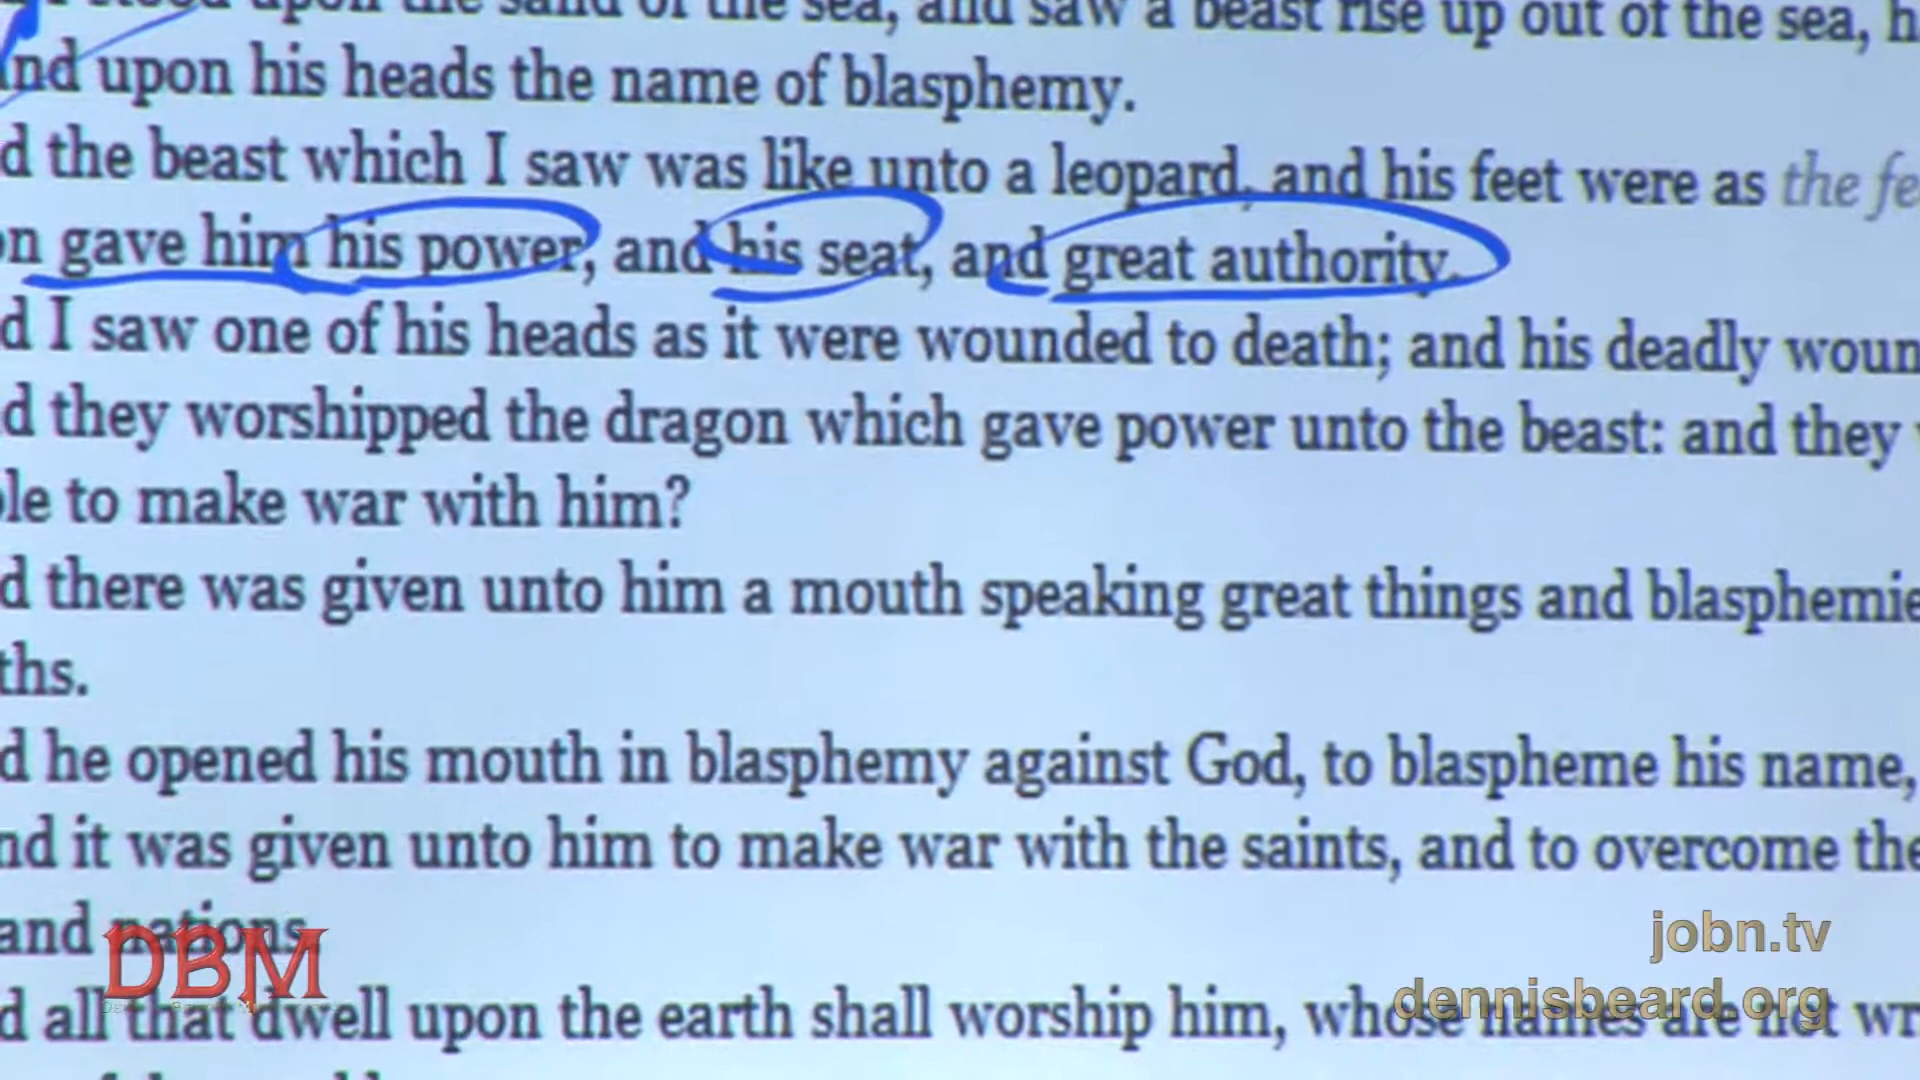 stood upon the sand of the sea, and saw a beast rise up out of the sea, h
and upon his heads the name of blasphemy.
d the beast which I saw was like unto a leopard, and his feet were as the fe
on gave him his power, and his seat, and great authority.
d I saw one of his heads as it were wounded to death; and his deadly woun
d they worshipped the dragon which gave power unto the beast: and they
ble to make war with him?
d there was given unto him a mouth speaking great things and blasphemie
ths.
d he opened his mouth in blasphemy against God, to blaspheme his name,
nd it was given unto him to make war with the saints, and to overcome the
and nations.
DBM
jobn.tv
dennisbeard.org
d all that dwell upon the earth shall worship him, whose names are not wr